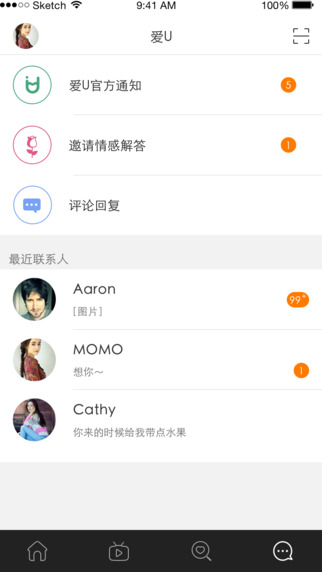 Sketch
9:41 AM
100%
爱U
爱U官方通知
5
邀请情感解答
1
评论回复
最近联系人
Aaron
99+
[图片]
MOMO
想你～
1
Cathy
你来的时候给我带点水果